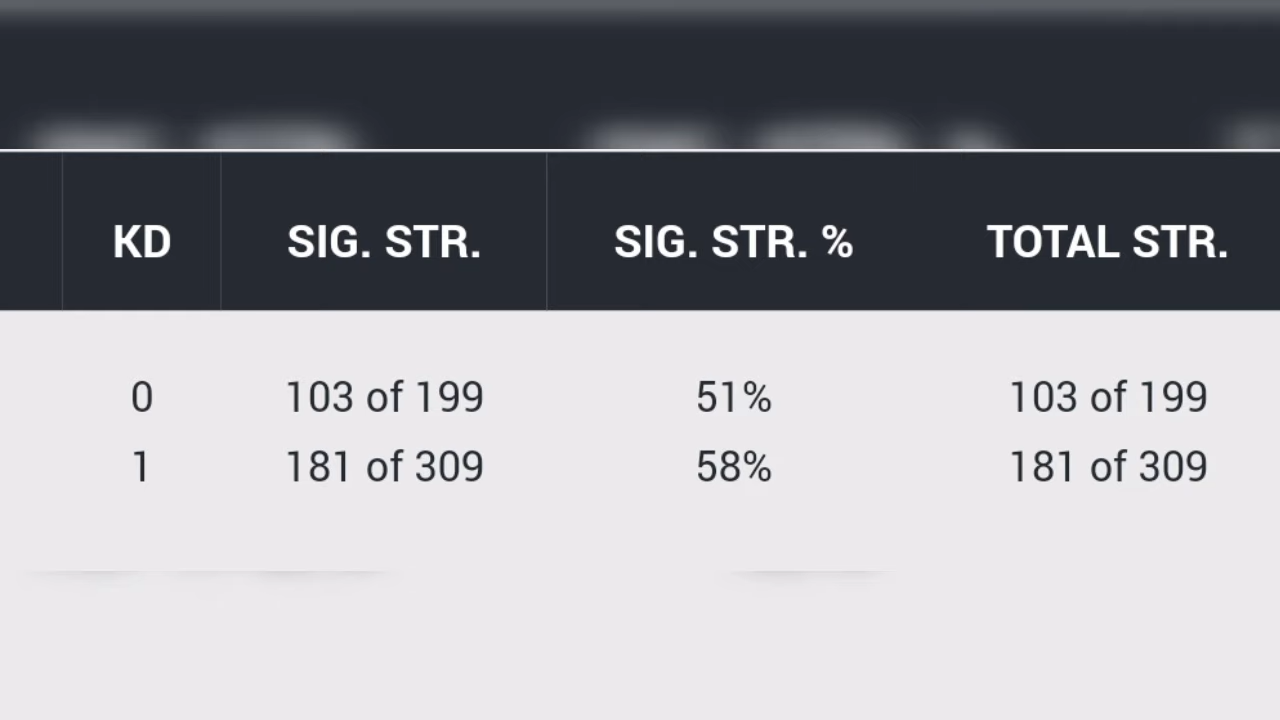 KD SIG. STR. SIG. STR. % TOTAL STR.
0 103 of 199 51% 103 of 199
1 181 of 309 58% 181 of 309